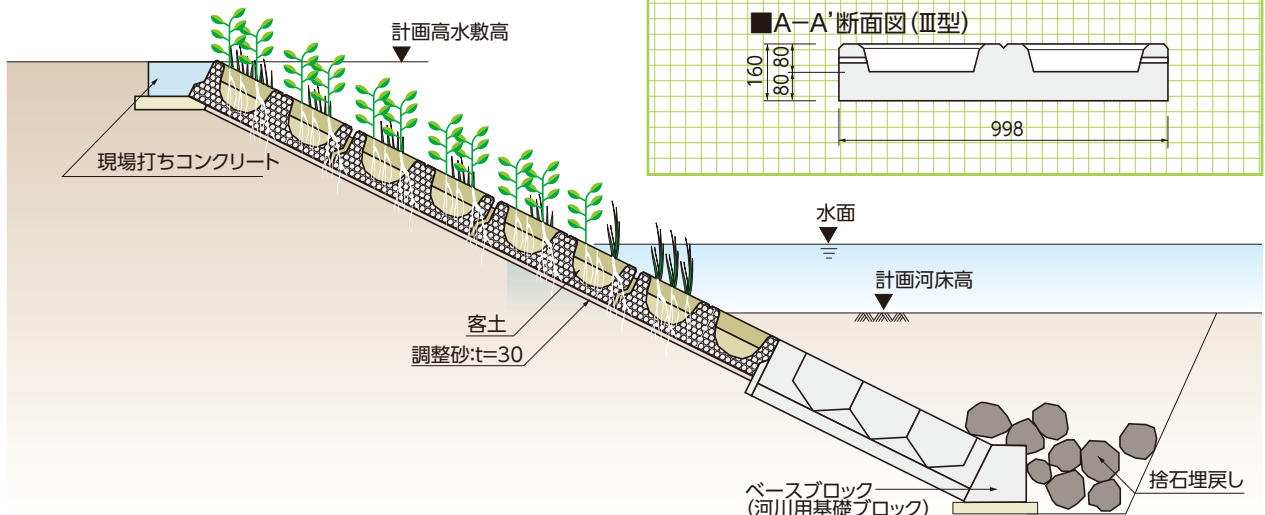 計画高水敷高
■A−A’断面図(Ⅲ型)
160
80
80
998
現場打ちコンクリート
水面
計画河床高
客土
調整砂:t=30
捨石埋戻し
ベースブロック
(河川用基礎ブロック)